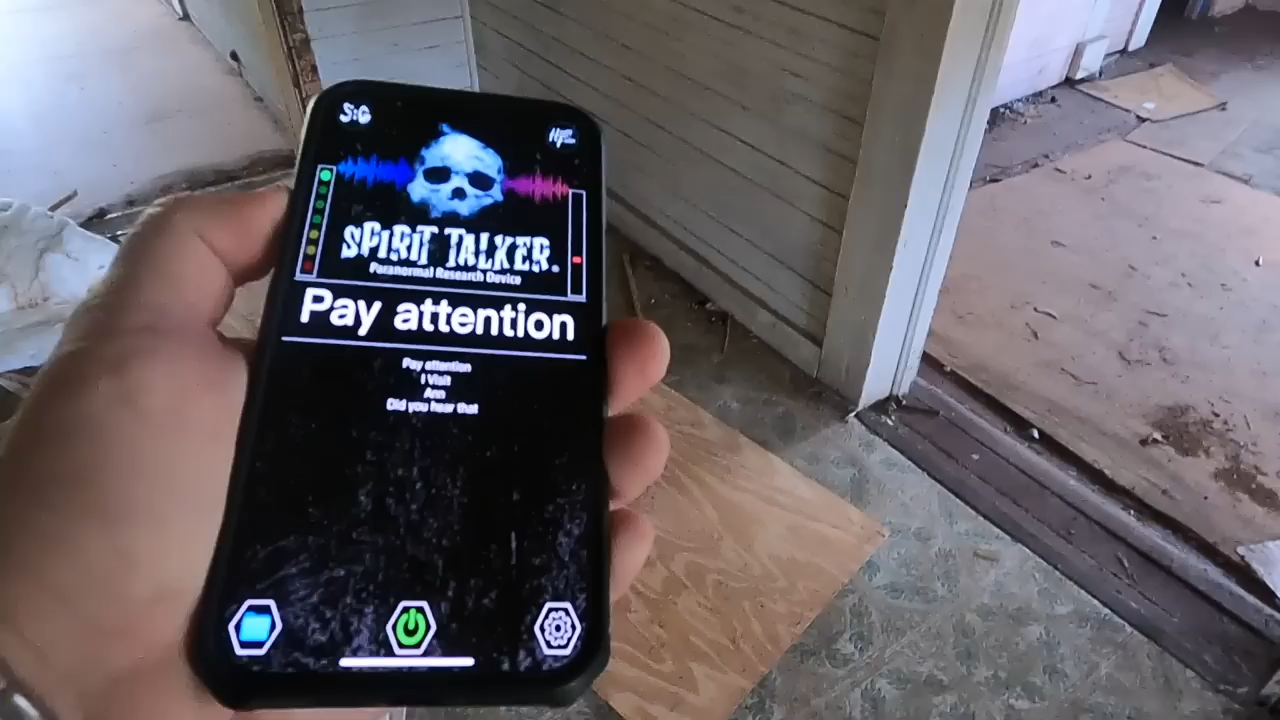 S:G
SPIRIT TALKER.
Paranormal Research Device
Pay attention
Pay attention
I Visit
Ann
Did you hear that